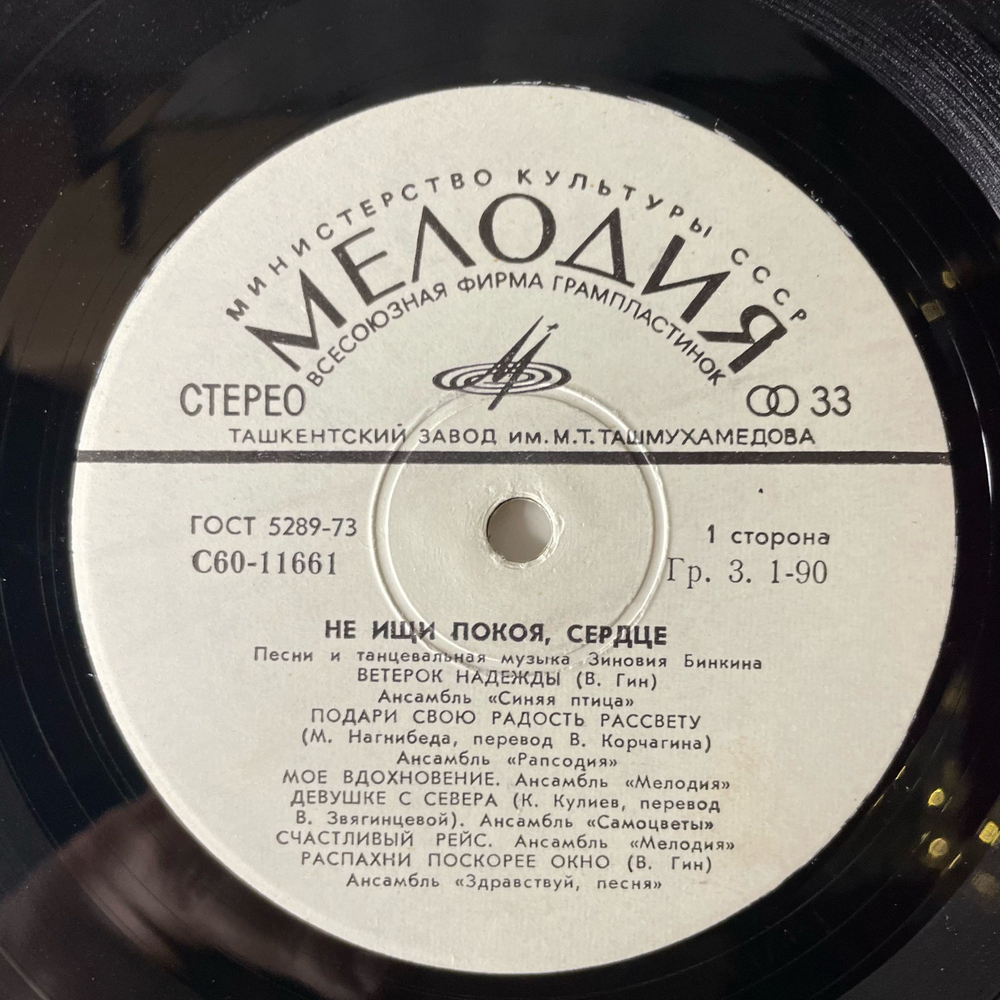 МИНИСТЕРСТВО КУЛЬТУРЫ СССР
МЕЛОДИЯ
ВСЕСОЮЗНАЯ ФИРМА ГРАМПЛАСТИНОК
СТЕРЕО 33
ТАШКЕНТСКИЙ ЗАВОД им. М.Т. ТАШМУХАМЕДОВА
ГОСТ 5289-73 1 сторона
С60-11661 Гр. 3. 1-90
НЕ ИЩИ ПОКОЯ, СЕРДЦЕ
Песни и танцевальная музыка Зиновия Бинкина
ВЕТЕРОК НАДЕЖДЫ (В. Гин)
Ансамбль «Синяя птица»
ПОДАРИ СВОЮ РАДОСТЬ РАССВЕТУ
(М. Нагнибеда, перевод В. Корчагина)
Ансамбль «Рапсодия»
МОЕ ВДОХНОВЕНИЕ. Ансамбль «Мелодия»
ДЕВУШКЕ С СЕВЕРА (К. Кулиев, перевод
В. Звягинцевой). Ансамбль «Самоцветы»
СЧАСТЛИВЫЙ РЕЙС. Ансамбль «Мелодия»
РАСПАХНИ ПОСКОРЕЕ ОКНО (В. Гин)
Ансамбль «Здравствуй, песня»